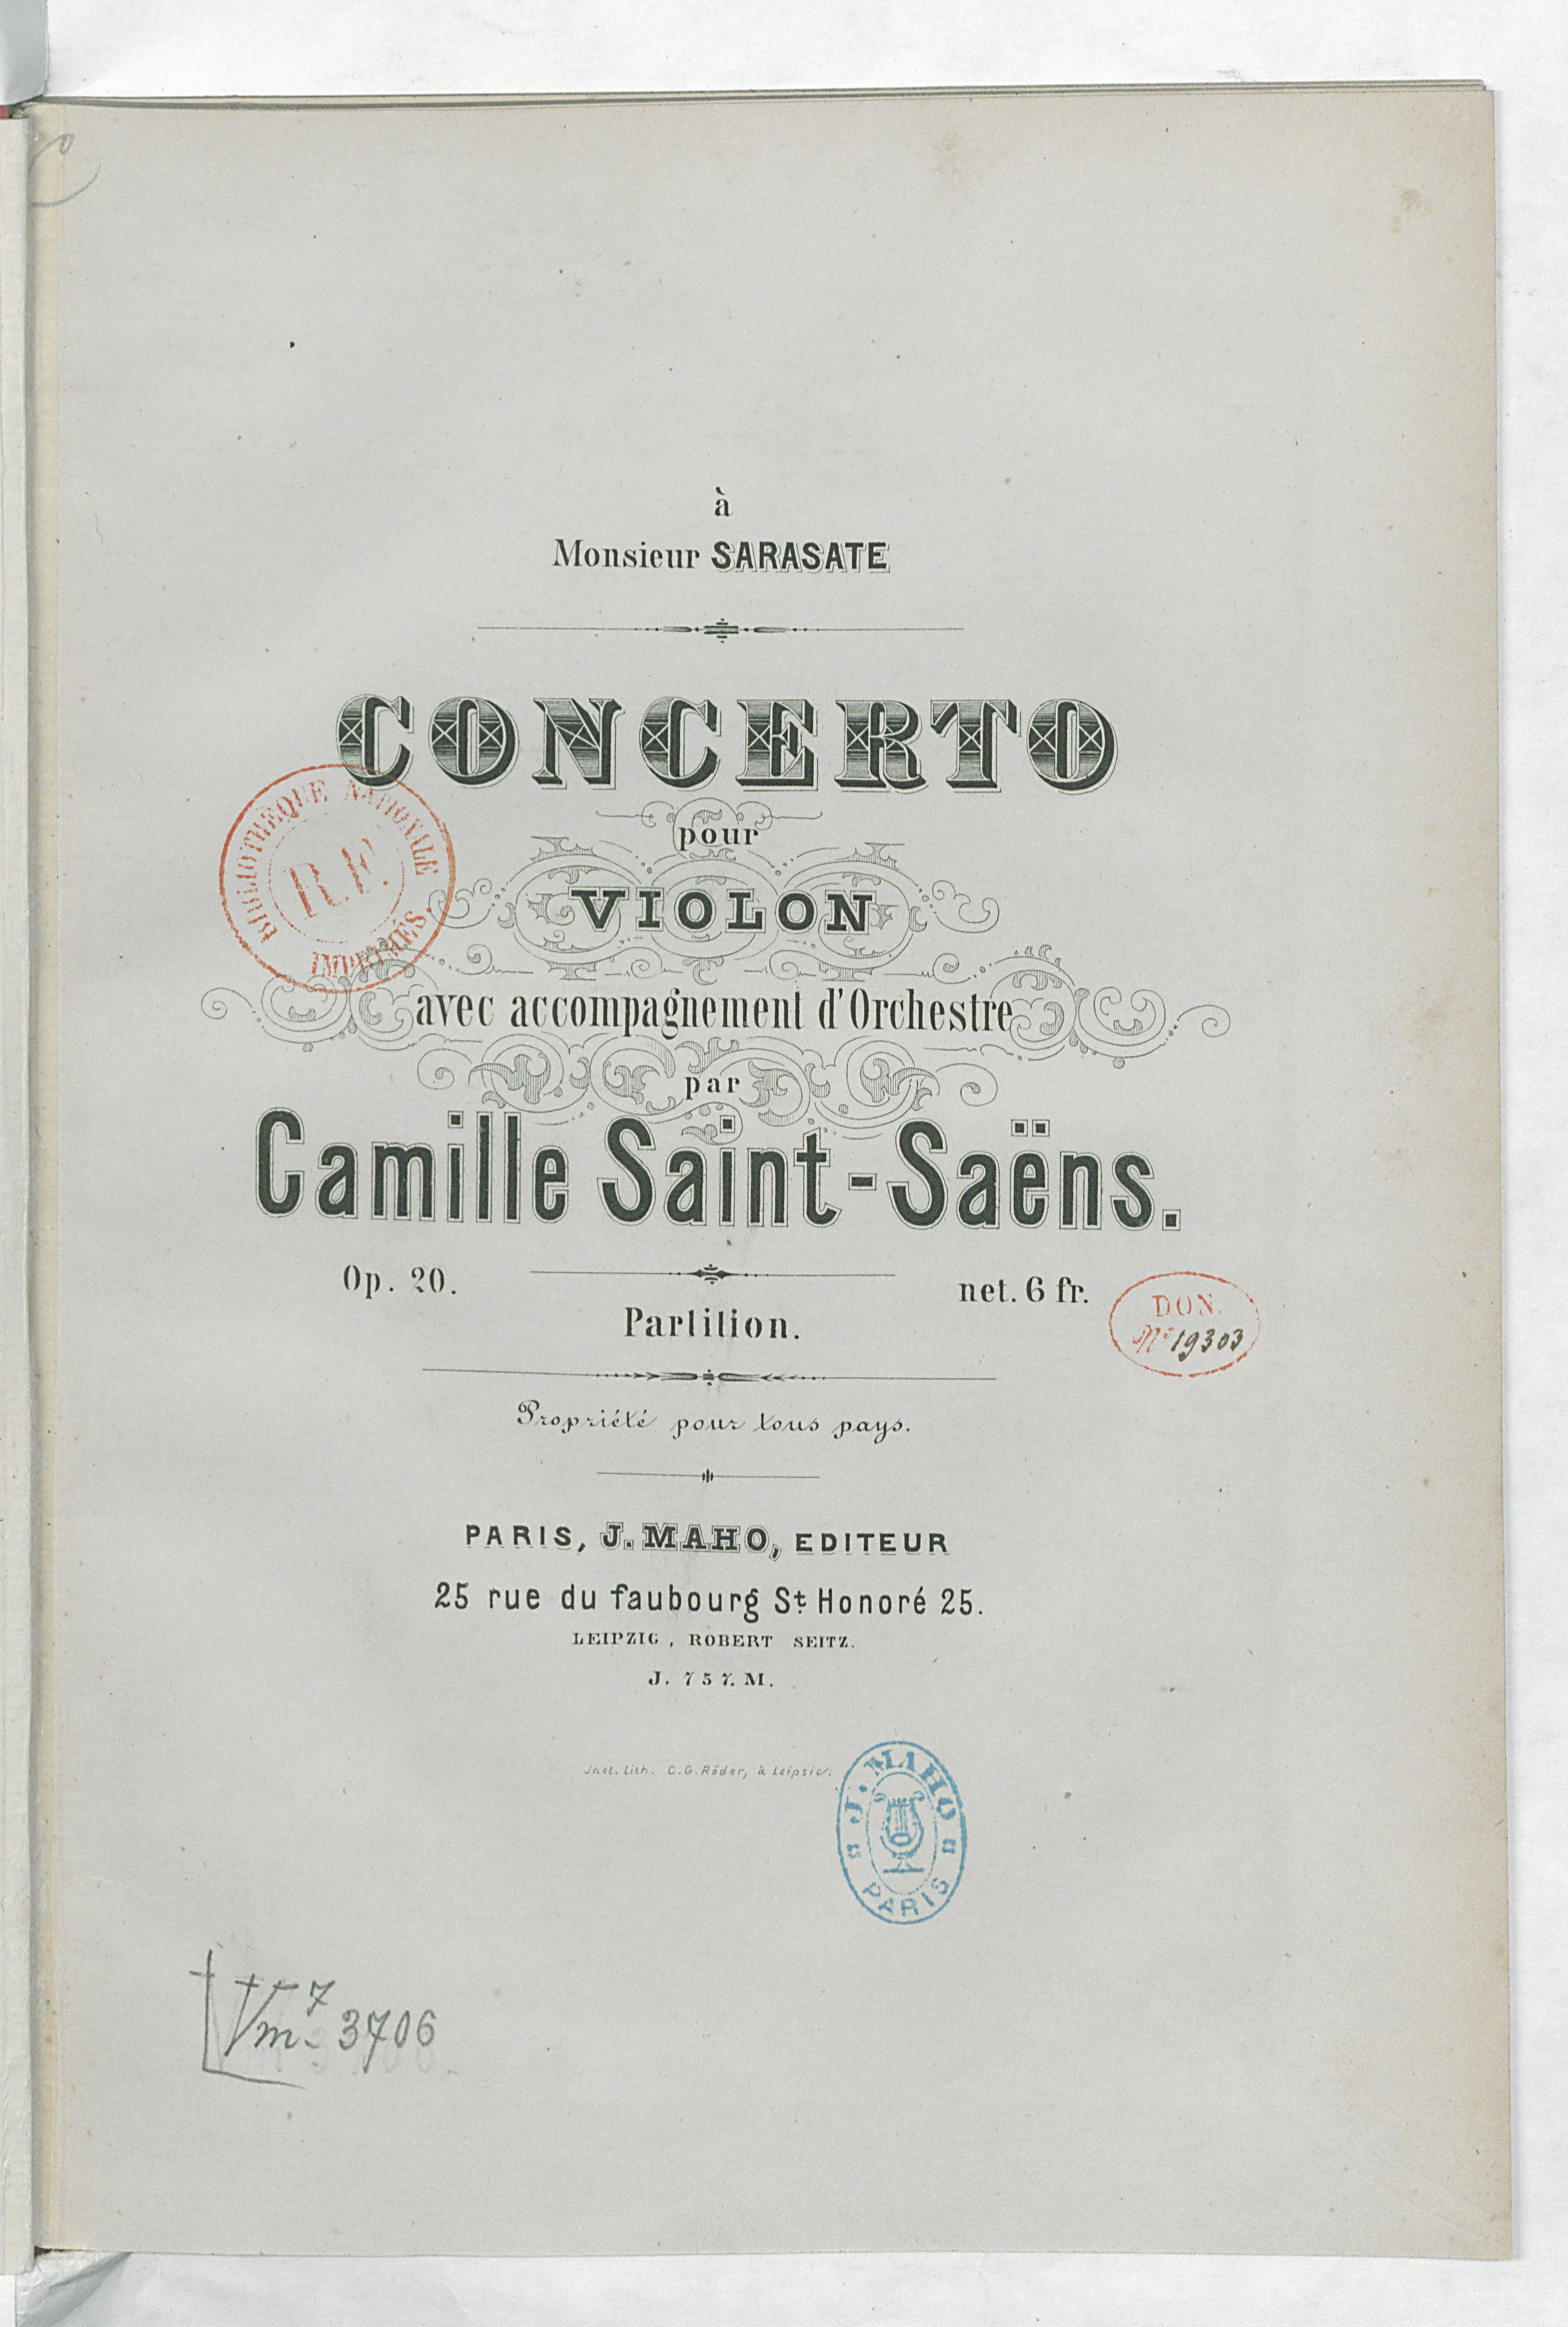 à
Monsieur SARASATE
CONCERTO
pour
VIOLON
avec accompagnement d'Orchestre
par
Camille Saint-Saëns.
Op. 20.
net. 6 fr.
Partition.
Propriété pour tous pays.
PARIS, J. MAHO, EDITEUR
25 rue du faubourg St Honoré 25.
LEIPZIG, ROBERT SEITZ.
J. 757. M.
Inst. Lith. C.G. Röder, à Leipsic.
BIBLIOTHÈQUE NATIONALE
R.F.
IMPRIMÉS
DON.
No 19303
J. MAHO
PARIS
Vm7 3706